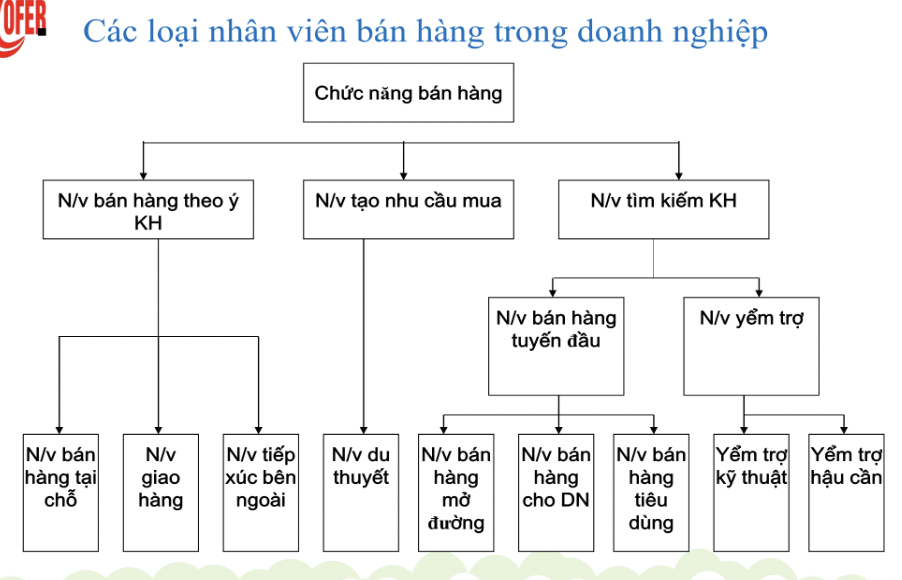 OFER
Các loại nhân viên bán hàng trong doanh nghiệp
Chức năng bán hàng
N/v bán hàng theo ý
KH
N/v tạo nhu cầu mua
N/v tìm kiếm KH
N/v bán hàng
tuyến đầu
N/v yểm trợ
N/v bán
hàng tại
chỗ
N/v
giao
hàng
N/v tiếp
xúc bên
ngoài
N/v du
thuyết
N/v bán
hàng
mở
đường
N/v bán
hàng
cho DN
N/v bán
hàng
tiêu
dùng
Yểm trợ
kỹ thuật
Yểm trợ
hậu cần